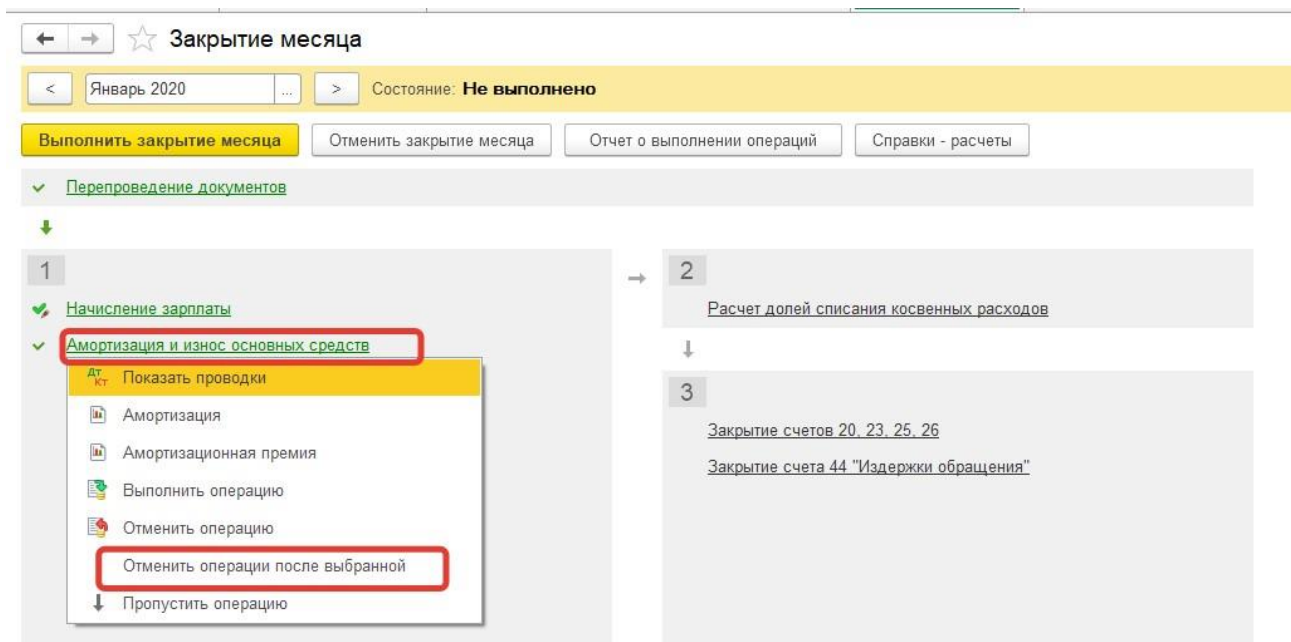 Закрытие месяца
< Январь 2020 ... > Состояние: Не выполнено
Выполнить закрытие месяца Отменить закрытие месяца Отчет о выполнении операций Справки - расчеты
Перепроведение документов
1
Начисление зарплаты
Амортизация и износ основных средств
Дт Кт Показать проводки
Амортизация
Амортизационная премия
Выполнить операцию
Отменить операцию
Отменить операции после выбранной
Пропустить операцию
2
Расчет долей списания косвенных расходов
3
Закрытие счетов 20, 23, 25, 26
Закрытие счета 44 "Издержки обращения"